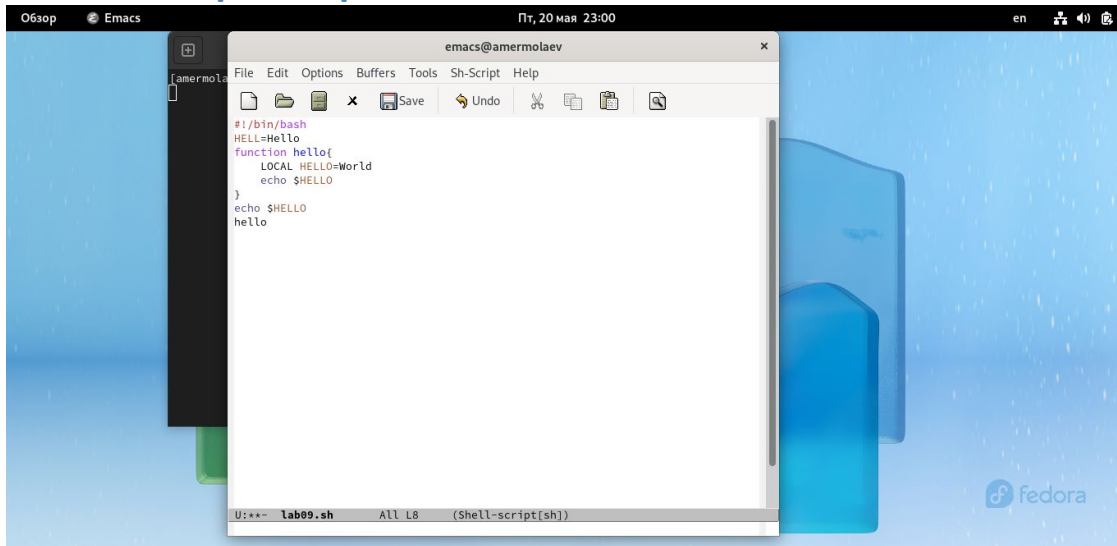 Обзор Emacs Пт, 20 мая 23:00 en
emacs@amermolaev ×
[amermola
File Edit Options Buffers Tools Sh-Script Help
Save Undo
#!/bin/bash
HELL=Hello
function hello{
    LOCAL HELLO=World
    echo $HELLO
}
echo $HELLO
hello
fedora
U:**- lab09.sh All L8 (Shell-script[sh])